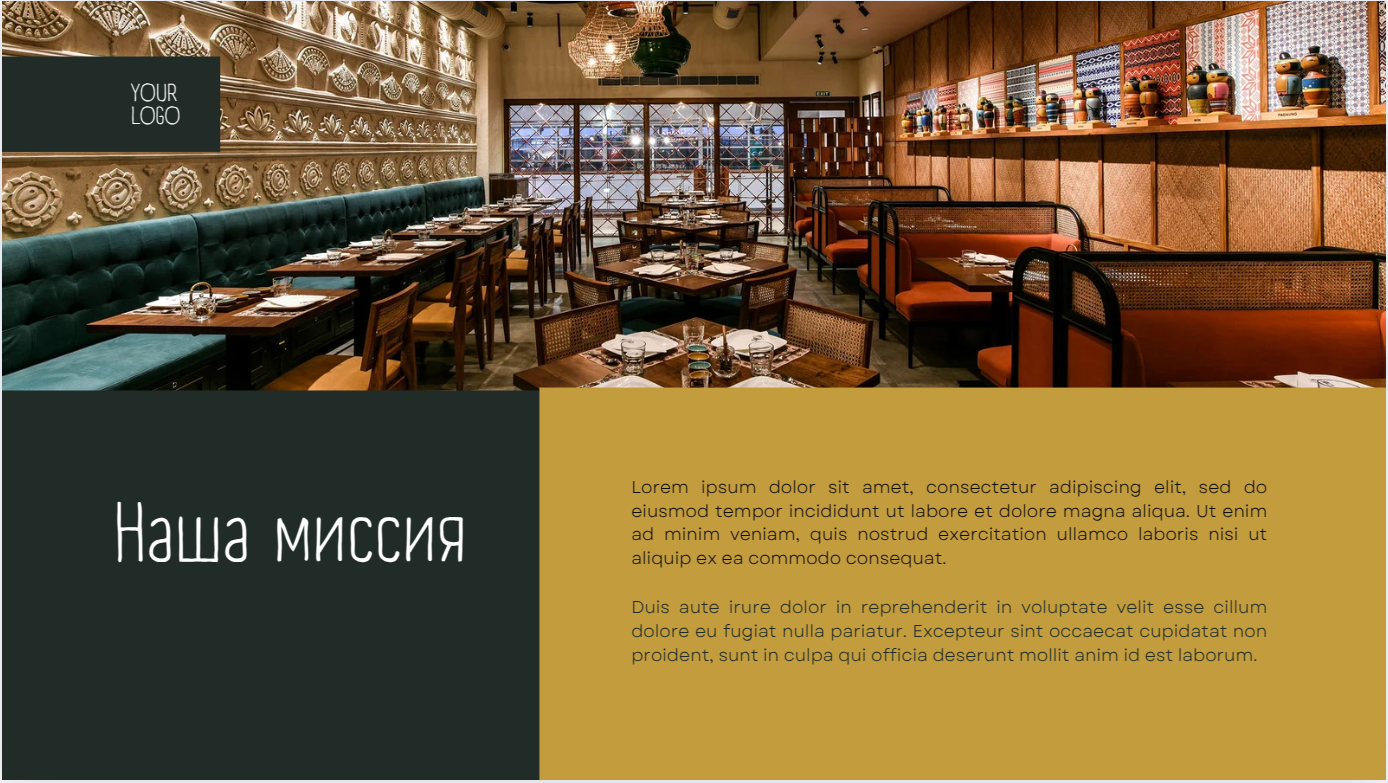 YOUR
LOGO
EXIT
Наша миссия
Lorem ipsum dolor sit amet, consectetur adipiscing elit, sed do
eiusmod tempor incididunt ut labore et dolore magna aliqua. Ut enim
ad minim veniam, quis nostrud exercitation ullamco laboris nisi ut
aliquip ex ea commodo consequat.
Duis aute irure dolor in reprehenderit in voluptate velit esse cillum
dolore eu fugiat nulla pariatur. Excepteur sint occaecat cupidatat non
proident, sunt in culpa qui officia deserunt mollit anim id est laborum.